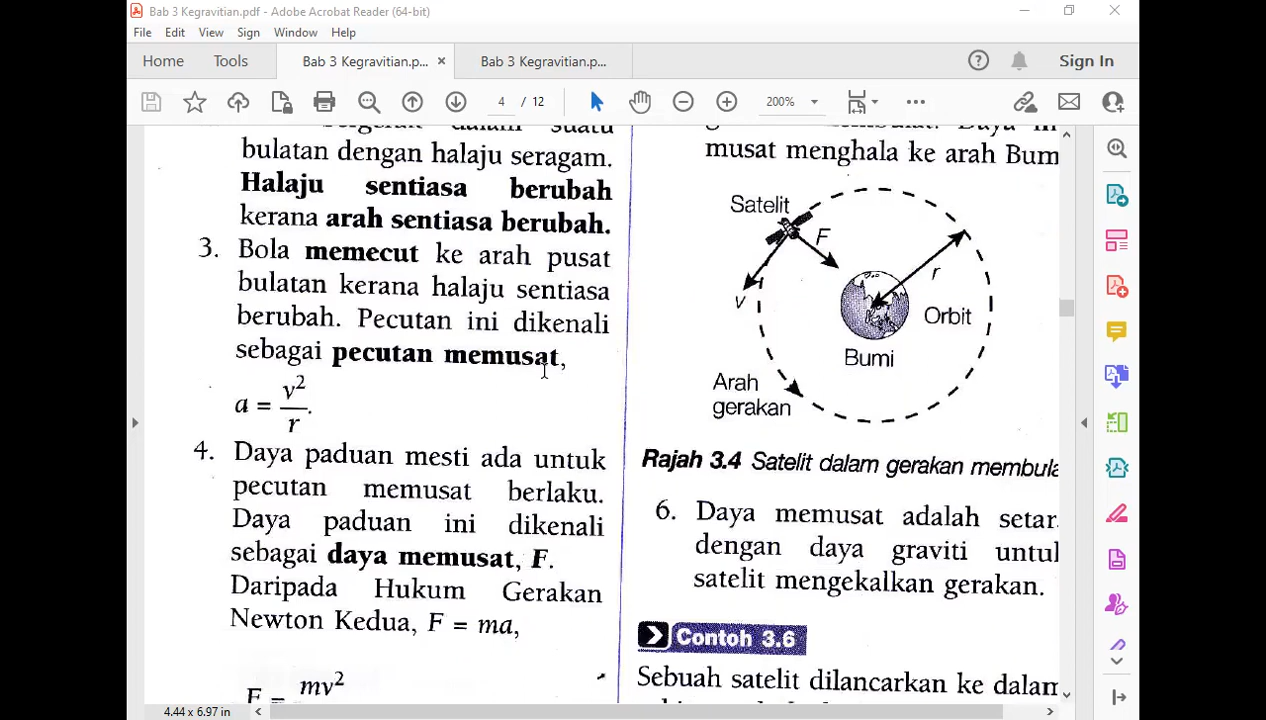 Bab 3 Kegravitian.pdf - Adobe Acrobat Reader (64-bit)
File Edit View Sign Window Help
Home Tools Bab 3 Kegravitian.p... × Bab 3 Kegravitian.p... Sign In
4 / 12 200%
dalam suatu
bulatan dengan halaju seragam.
Halaju sentiasa berubah
kerana arah sentiasa berubah.
3. Bola memecut ke arah pusat
bulatan kerana halaju sentiasa
berubah. Pecutan ini dikenali
sebagai pecutan memusat,
a = v²/r.
4. Daya paduan mesti ada untuk
pecutan memusat berlaku.
Daya paduan ini dikenali
sebagai daya memusat, F.
Daripada Hukum Gerakan
Newton Kedua, F = ma,
F = mv²
musat menghala ke arah Bum
Satelit
F
v
r
Orbit
Bumi
Arah
gerakan
Rajah 3.4 Satelit dalam gerakan membula
6. Daya memusat adalah setar
dengan daya graviti untuk
satelit mengekalkan gerakan.
Contoh 3.6
Sebuah satelit dilancarkan ke dalam
4.44 x 6.97 in